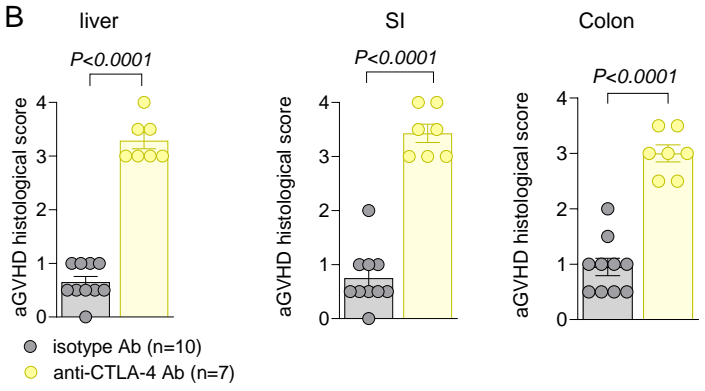 B
liver
SI
Colon
P<0.0001
P<0.0001
P<0.0001
aGVHD histological score
4
3
2
1
0
aGVHD histological score
4
3
2
1
0
aGVHD histological score
4
3
2
1
0
isotype Ab (n=10)
anti-CTLA-4 Ab (n=7)